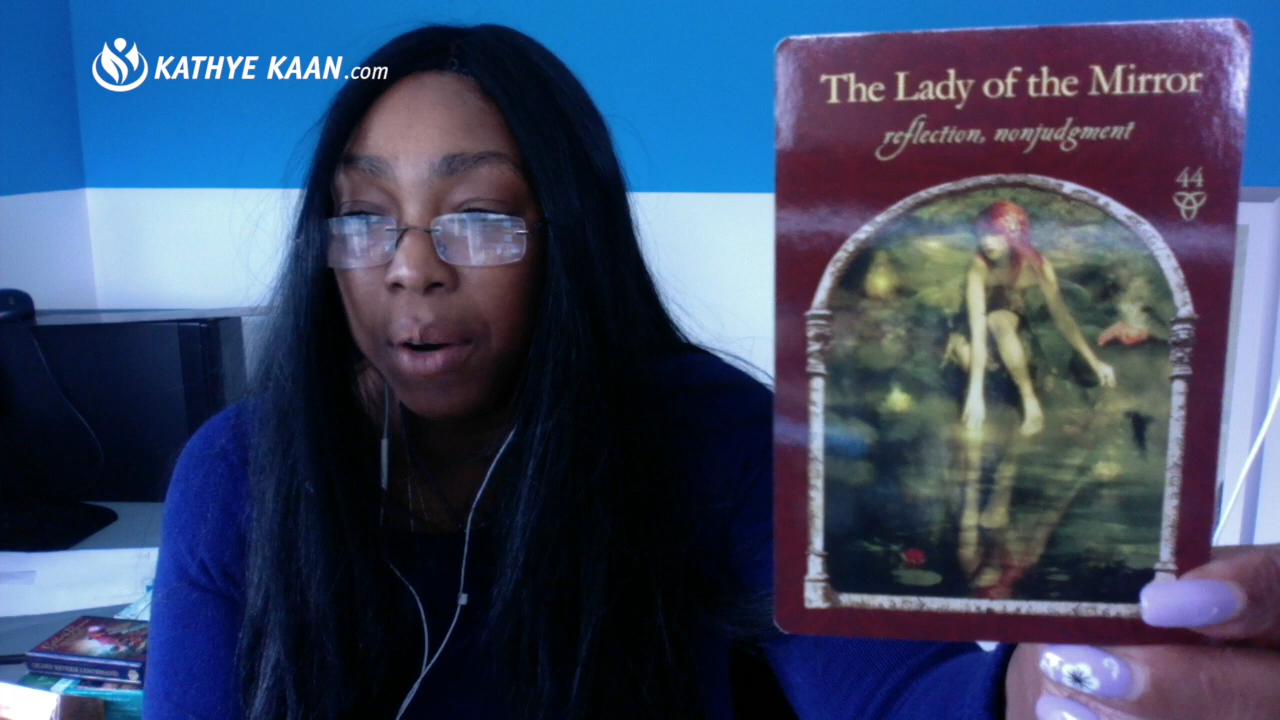 KATHYE KAAN.com
The Lady of the Mirror
reflection, nonjudgment
44